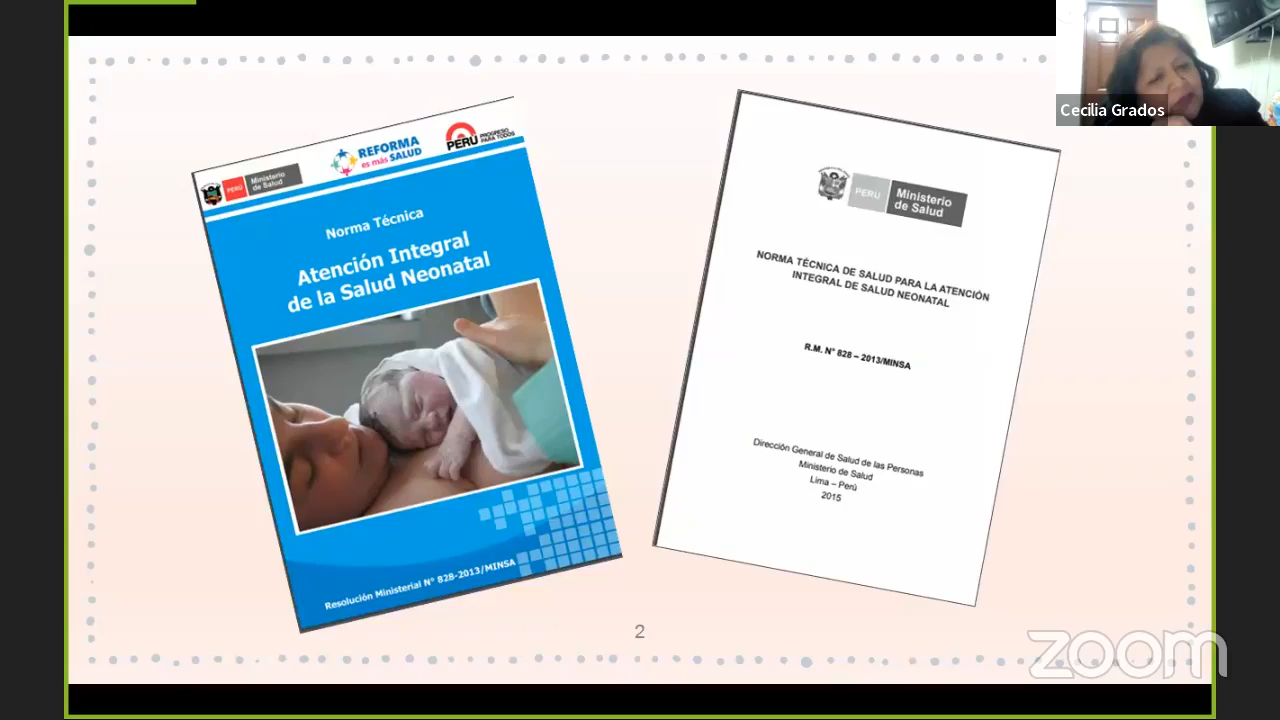 Cecilia Grados
PERÚ
Ministerio
de Salud
REFORMA
es más SALUD
PERÚ
PROGRESO
PARA TODOS
Norma Técnica
Atención Integral
de la Salud Neonatal
Resolución Ministerial N° 828-2013/MINSA
PERÚ
Ministerio
de Salud
NORMA TÉCNICA DE SALUD PARA LA ATENCIÓN
INTEGRAL DE SALUD NEONATAL
R.M. N° 828 – 2013/MINSA
Dirección General de Salud de las Personas
Ministerio de Salud
Lima – Perú
2015
2
zoom